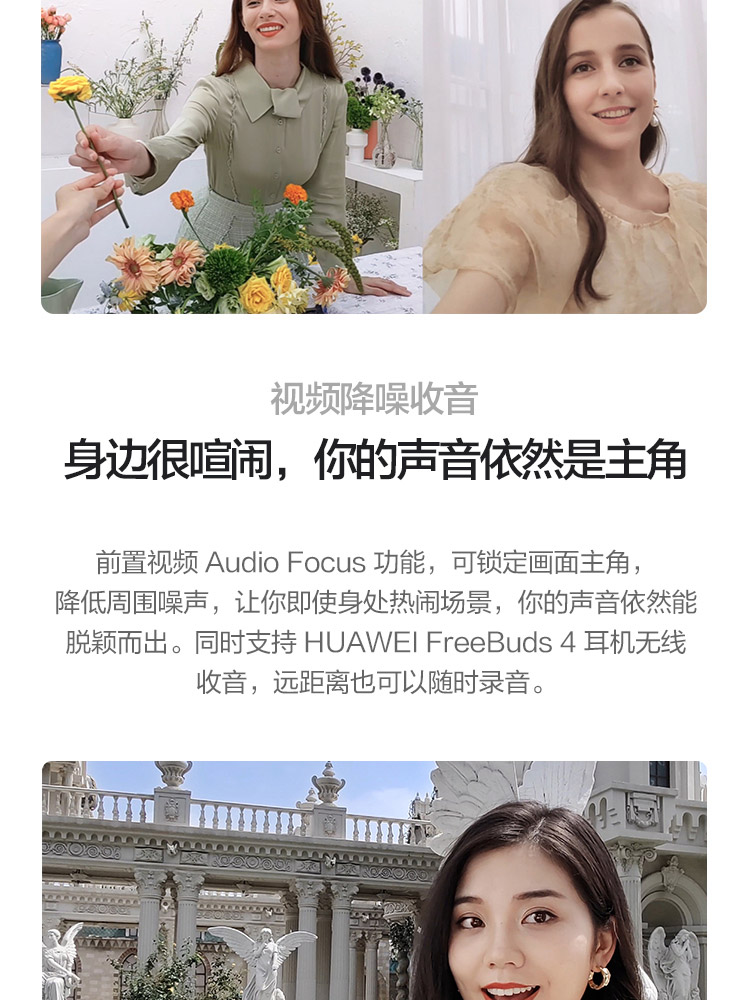 视频降噪收音
身边很喧闹，你的声音依然是主角
前置视频 Audio Focus 功能，可锁定画面主角，
降低周围噪声，让你即使身处热闹场景，你的声音依然能
脱颖而出。同时支持 HUAWEI FreeBuds 4 耳机无线
收音，远距离也可以随时录音。